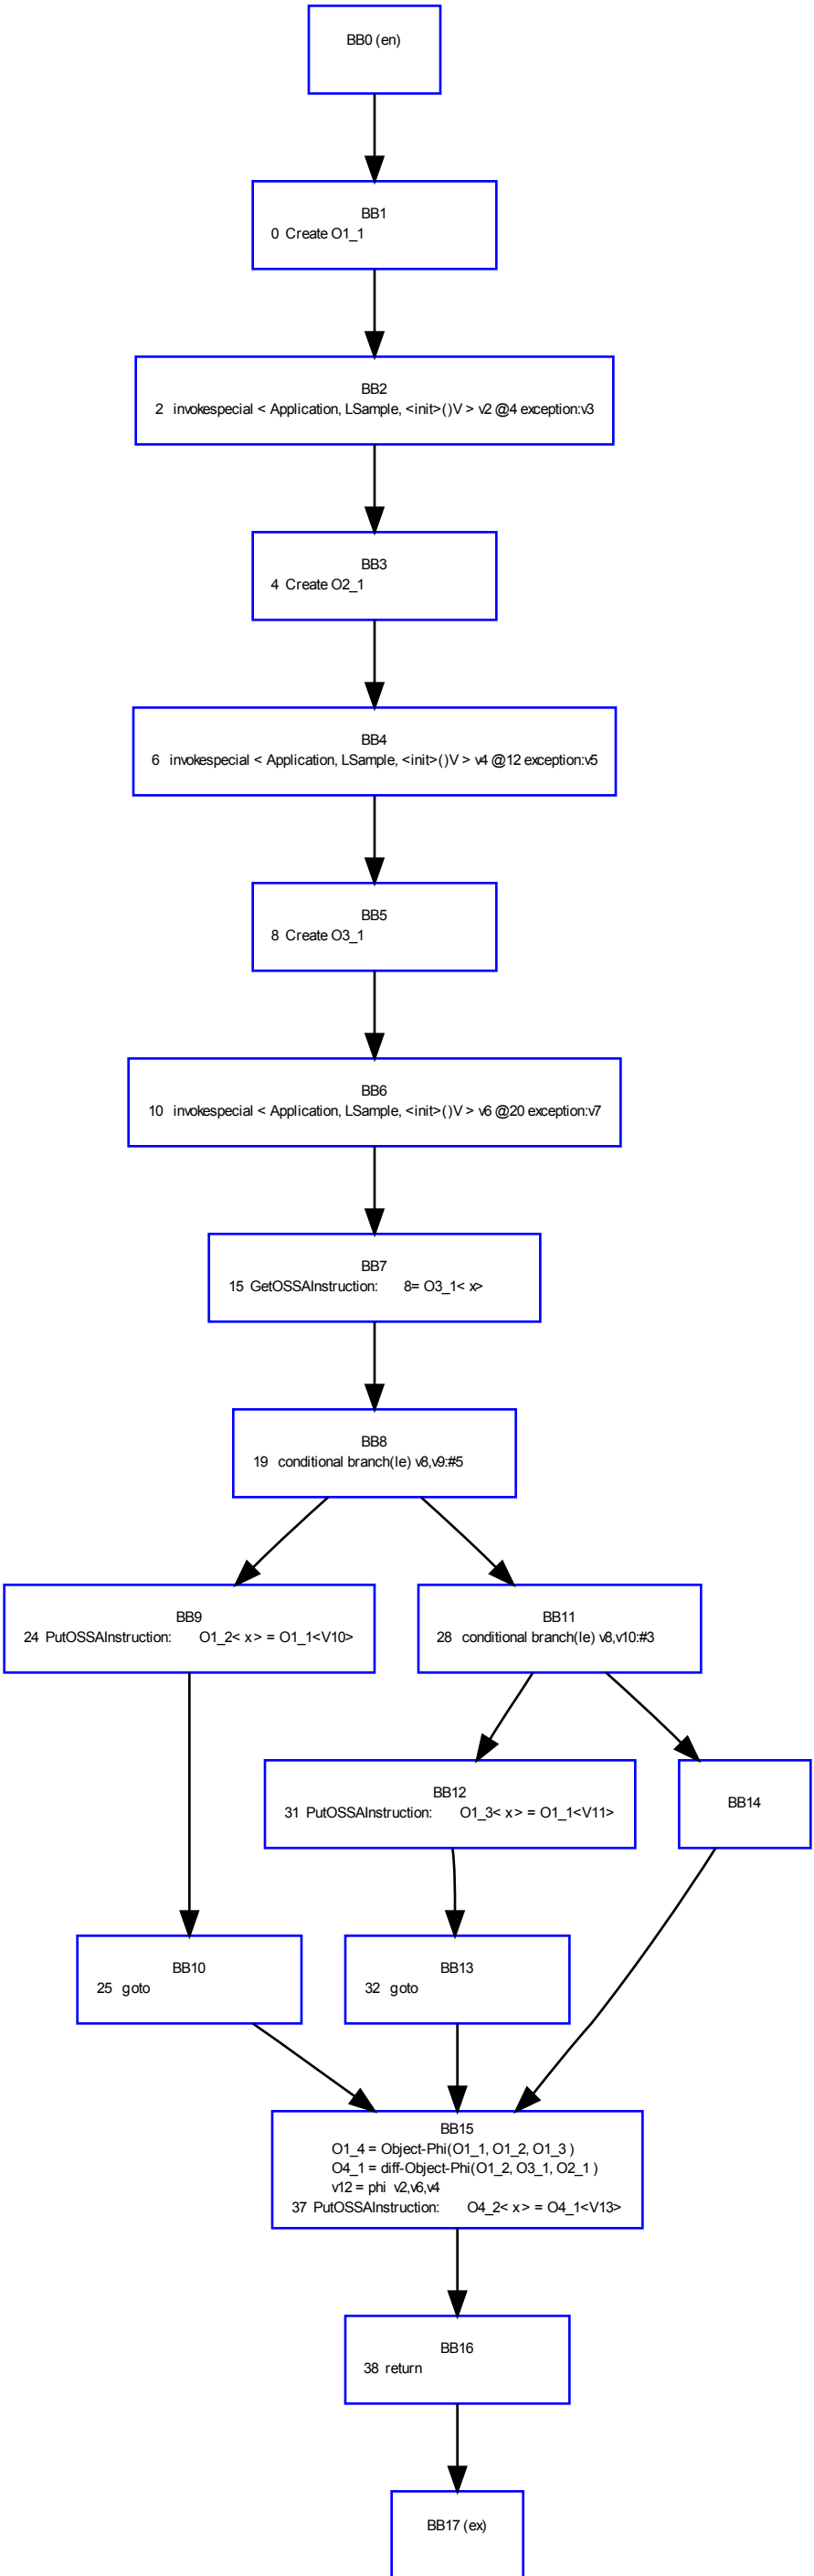 BB0 (en)
BB1
0 Create O1_1
BB2
2 invokespecial < Application, LSample, <init>()V > v2 @4 exception:v3
BB3
4 Create O2_1
BB4
6 invokespecial < Application, LSample, <init>()V > v4 @12 exception:v5
BB5
8 Create O3_1
BB6
10 invokespecial < Application, LSample, <init>()V > v6 @20 exception:v7
BB7
15 GetOSSAInstruction: 8= O3_1< x>
BB8
19 conditional branch(le) v8,v9:#5
BB9
24 PutOSSAInstruction: O1_2< x > = O1_1<V10>
BB11
28 conditional branch(le) v8,v10:#3
BB12
31 PutOSSAInstruction: O1_3< x > = O1_1<V11>
BB14
BB10
25 goto
BB13
32 goto
BB15
O1_4 = Object-Phi(O1_1, O1_2, O1_3 )
O4_1 = diff-Object-Phi(O1_2, O3_1, O2_1 )
v12 = phi v2,v6,v4
37 PutOSSAInstruction: O4_2< x > = O4_1<V13>
BB16
38 return
BB17 (ex)